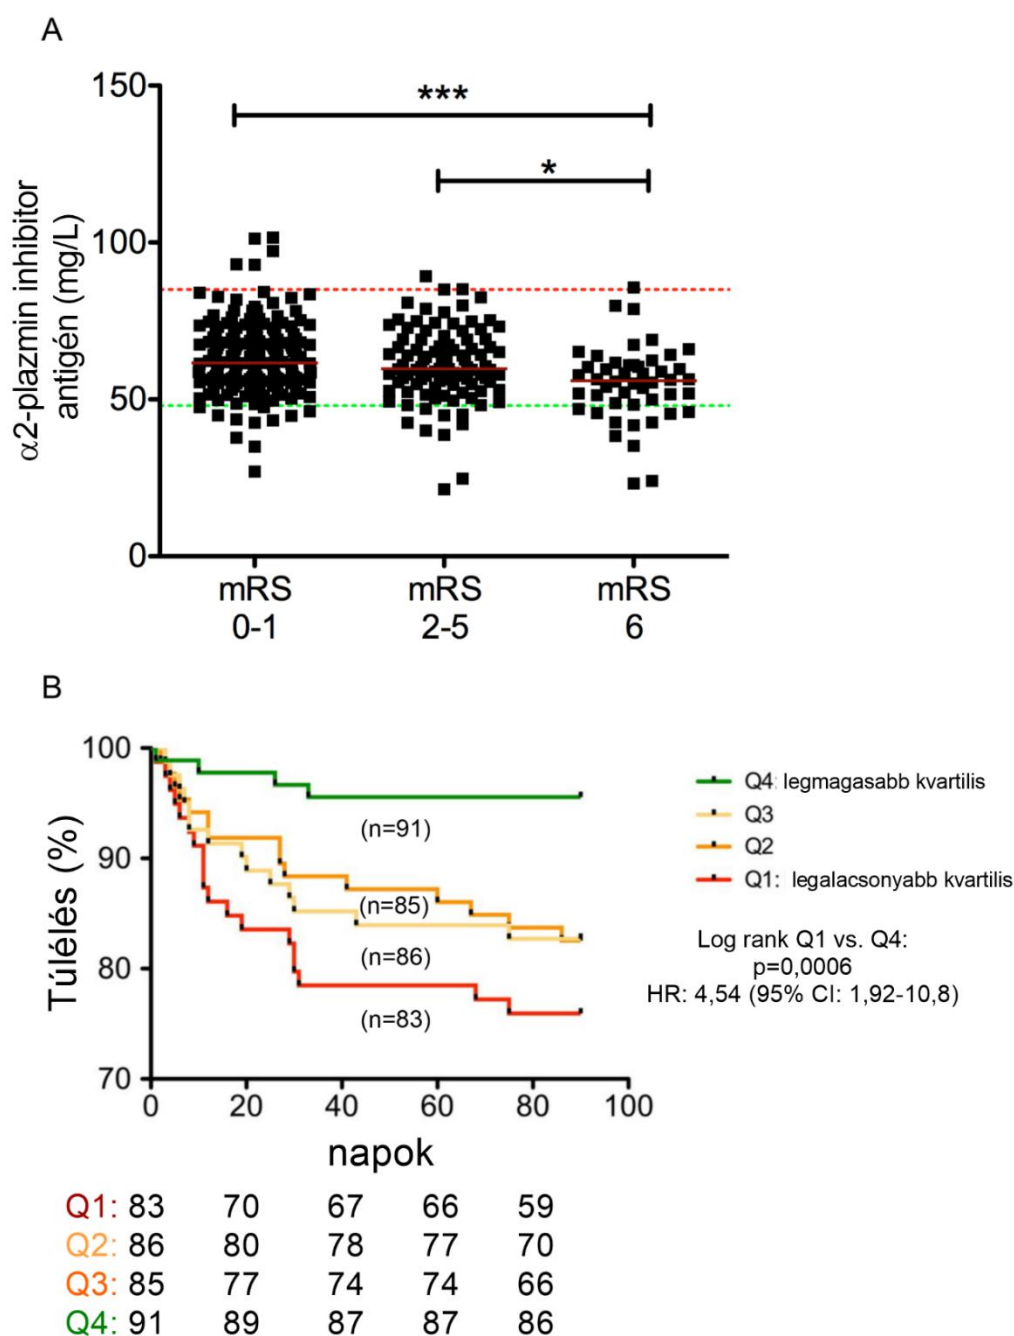 A
***
*
150
100
50
0
α2-plazmin inhibitor
antigén (mg/L)
mRS
0-1
mRS
2-5
mRS
6
B
100
90
80
70
Túlélés (%)
(n=91)
(n=85)
(n=86)
(n=83)
Q4: legmagasabb kvartilis
Q3
Q2
Q1: legalacsonyabb kvartilis
Log rank Q1 vs. Q4:
p=0,0006
HR: 4,54 (95% CI: 1,92-10,8)
0 20 40 60 80 100
napok
Q1: 83 70 67 66 59
Q2: 86 80 78 77 70
Q3: 85 77 74 74 66
Q4: 91 89 87 87 86